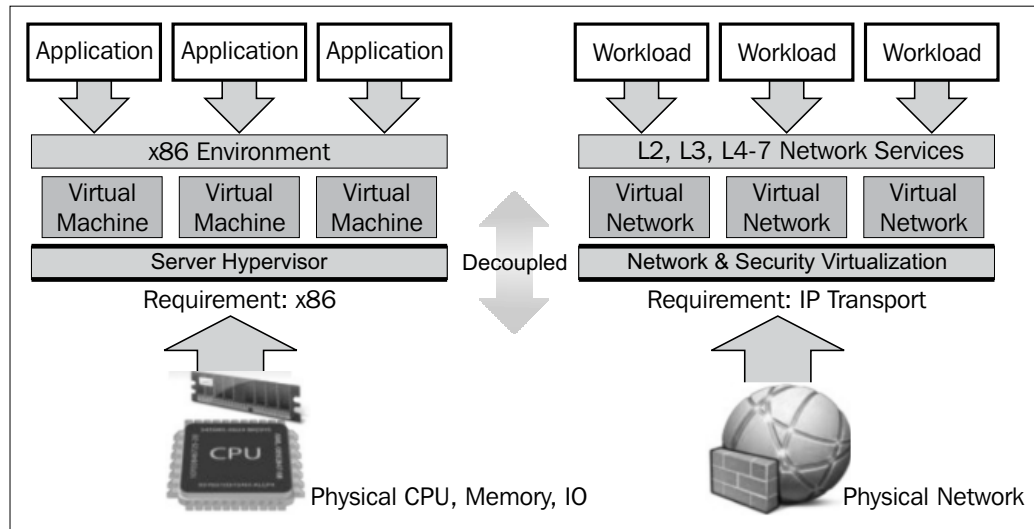 Application
Application
Application
x86 Environment
Virtual
Machine
Virtual
Machine
Virtual
Machine
Server Hypervisor
Requirement: x86
CPU
Physical CPU, Memory, IO
Decoupled
Workload
Workload
Workload
L2, L3, L4-7 Network Services
Virtual
Network
Virtual
Network
Virtual
Network
Network & Security Virtualization
Requirement: IP Transport
Physical Network